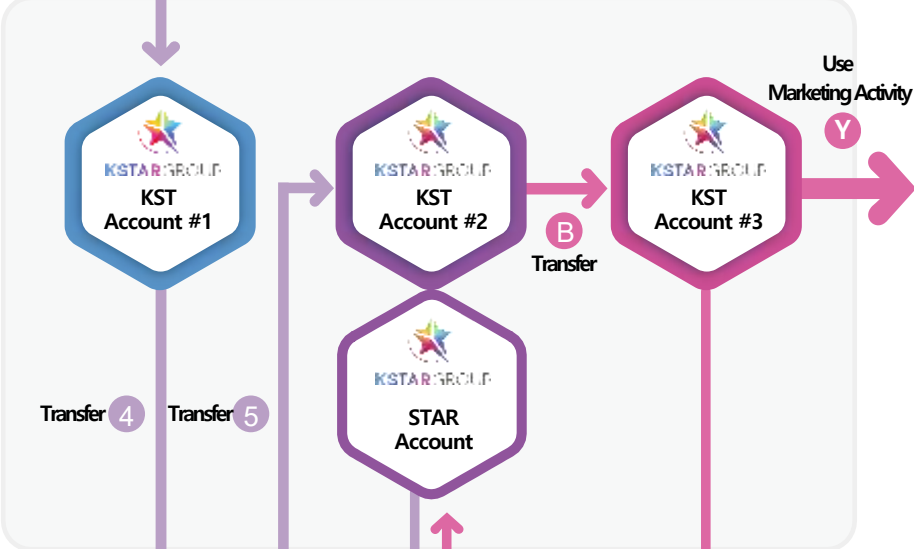 Use
Marketing Activity
Y
KSTARGROUP
KST
Account #1
KSTARGROUP
KST
Account #2
KSTARGROUP
KST
Account #3
B
Transfer
KSTARGROUP
STAR
Account
Transfer 4
Transfer 5